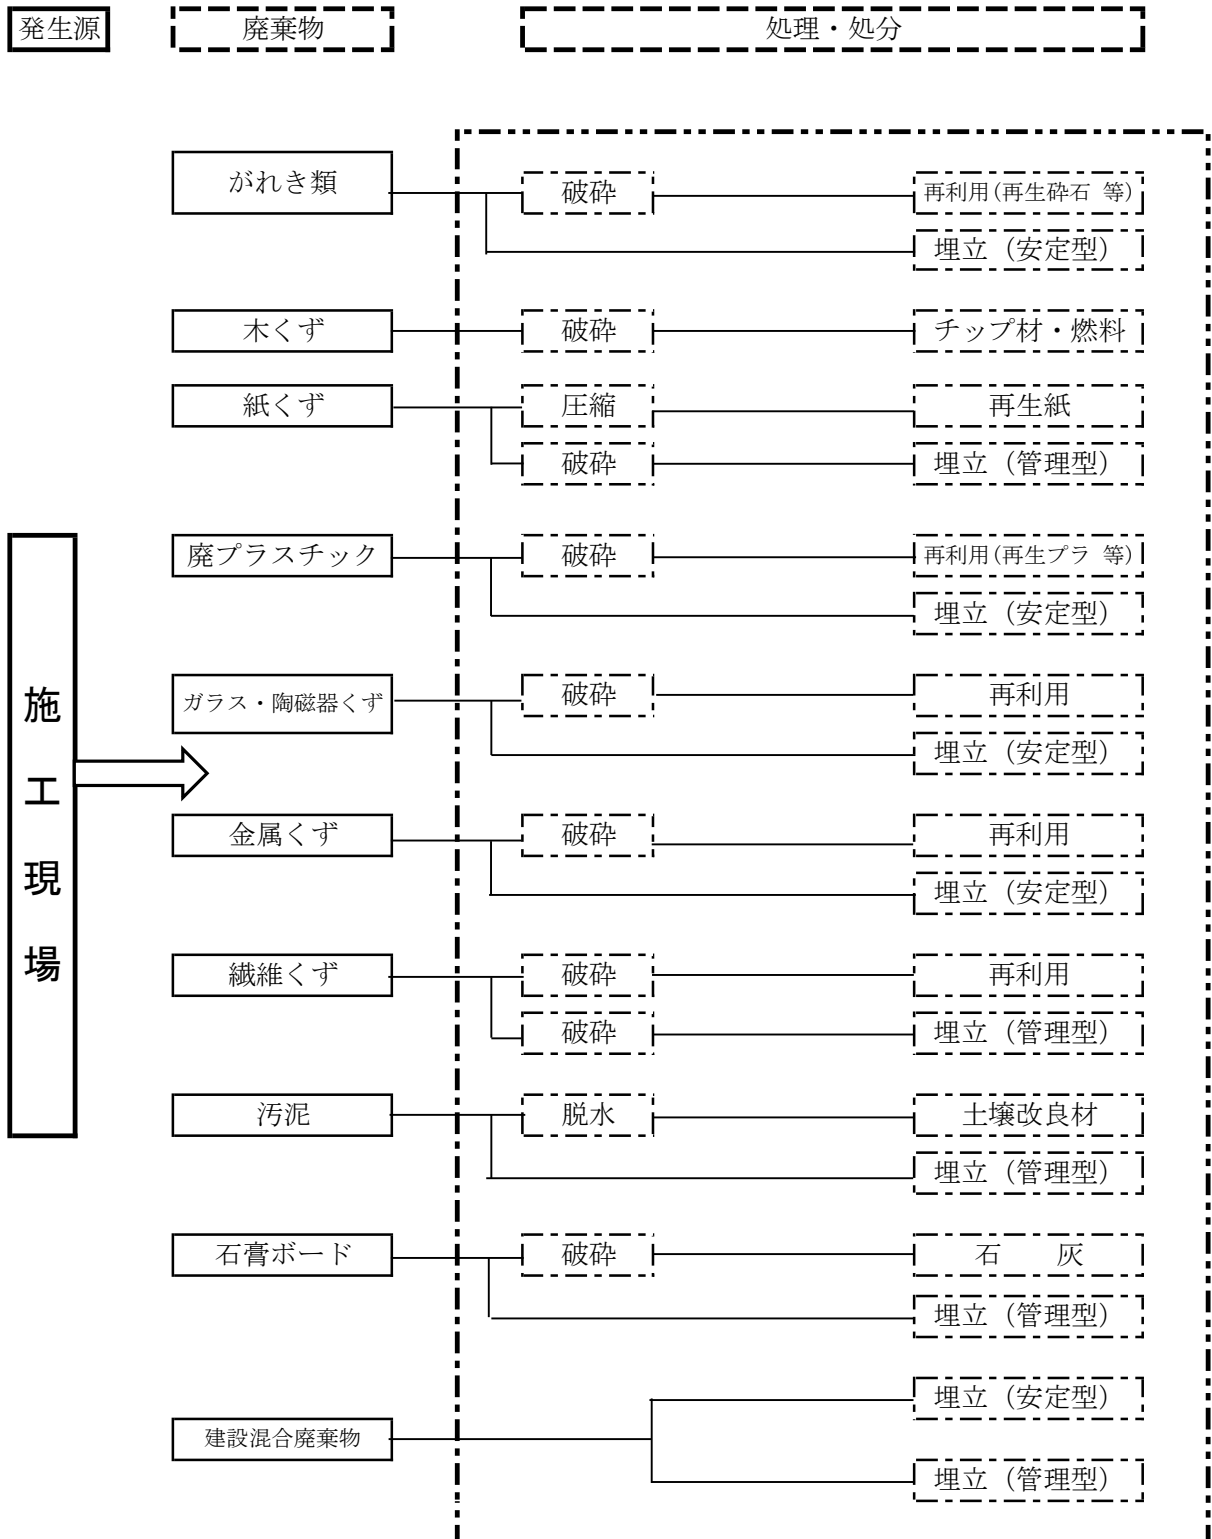 発生源 廃棄物 処理・処分
がれき類 破砕 再利用(再生砕石 等)
埋立（安定型）
木くず 破砕 チップ材・燃料
紙くず 圧縮 再生紙
破砕 埋立（管理型）
廃プラスチック 破砕 再利用(再生プラ 等)
埋立（安定型）
施工現場
ガラス・陶磁器くず 破砕 再利用
埋立（安定型）
金属くず 破砕 再利用
埋立（安定型）
繊維くず 破砕 再利用
破砕 埋立（管理型）
汚泥 脱水 土壌改良材
埋立（管理型）
石膏ボード 破砕 石　　灰
埋立（管理型）
埋立（安定型）
建設混合廃棄物
埋立（管理型）